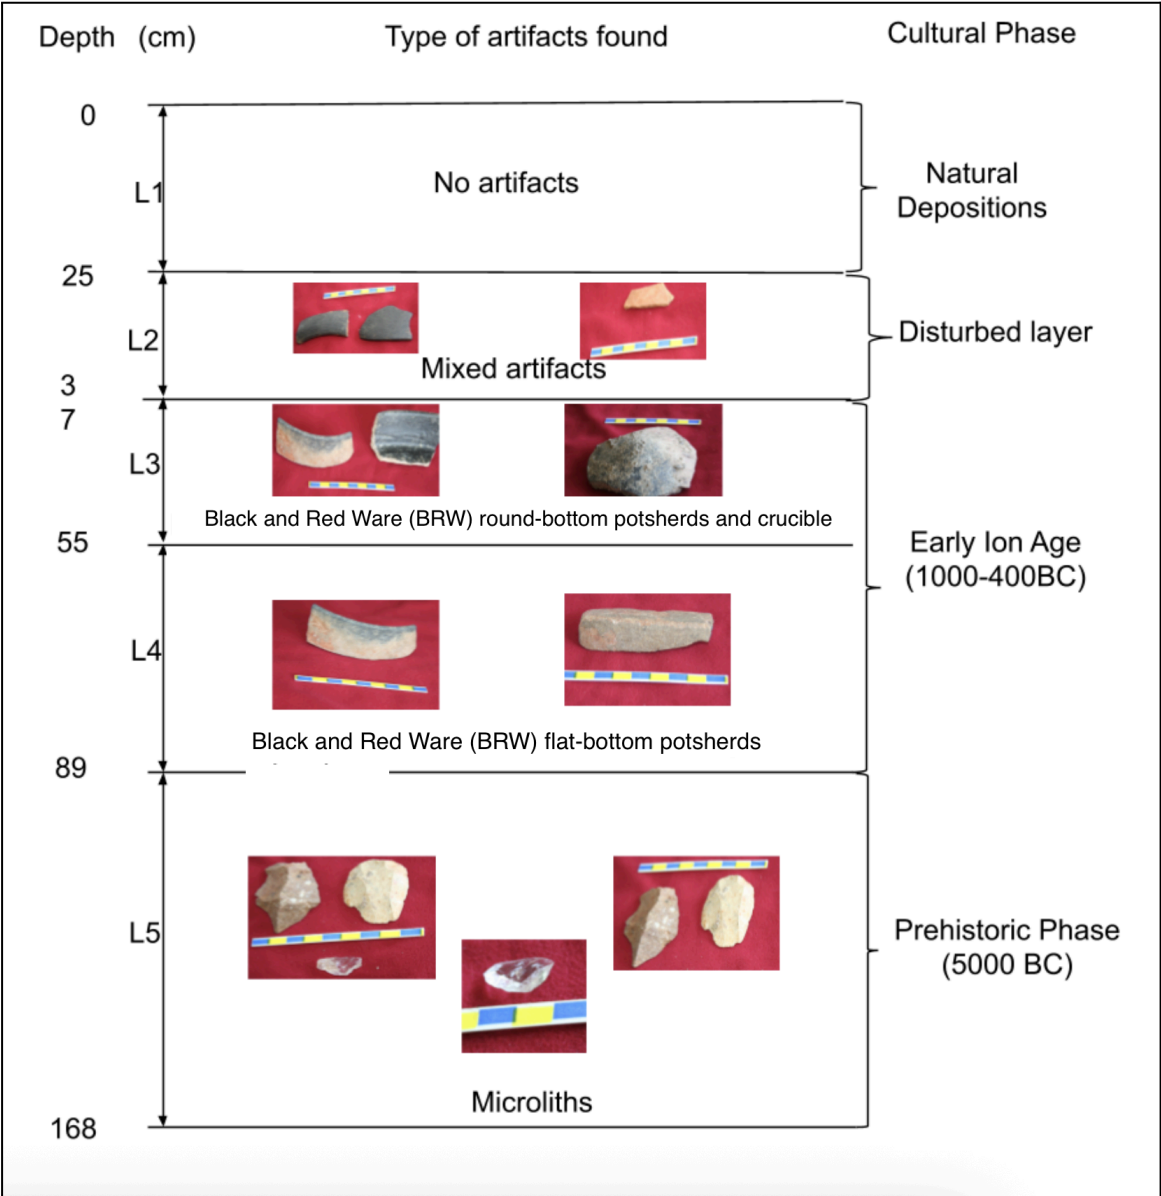 Depth (cm)
Type of artifacts found
Cultural Phase
0
L1
No artifacts
Natural
Depositions
25
L2
Mixed artifacts
Disturbed layer
3
7
L3
Black and Red Ware (BRW) round-bottom potsherds and crucible
55
Early Ion Age
(1000-400BC)
L4
Black and Red Ware (BRW) flat-bottom potsherds
89
L5
Prehistoric Phase
(5000 BC)
Microliths
168